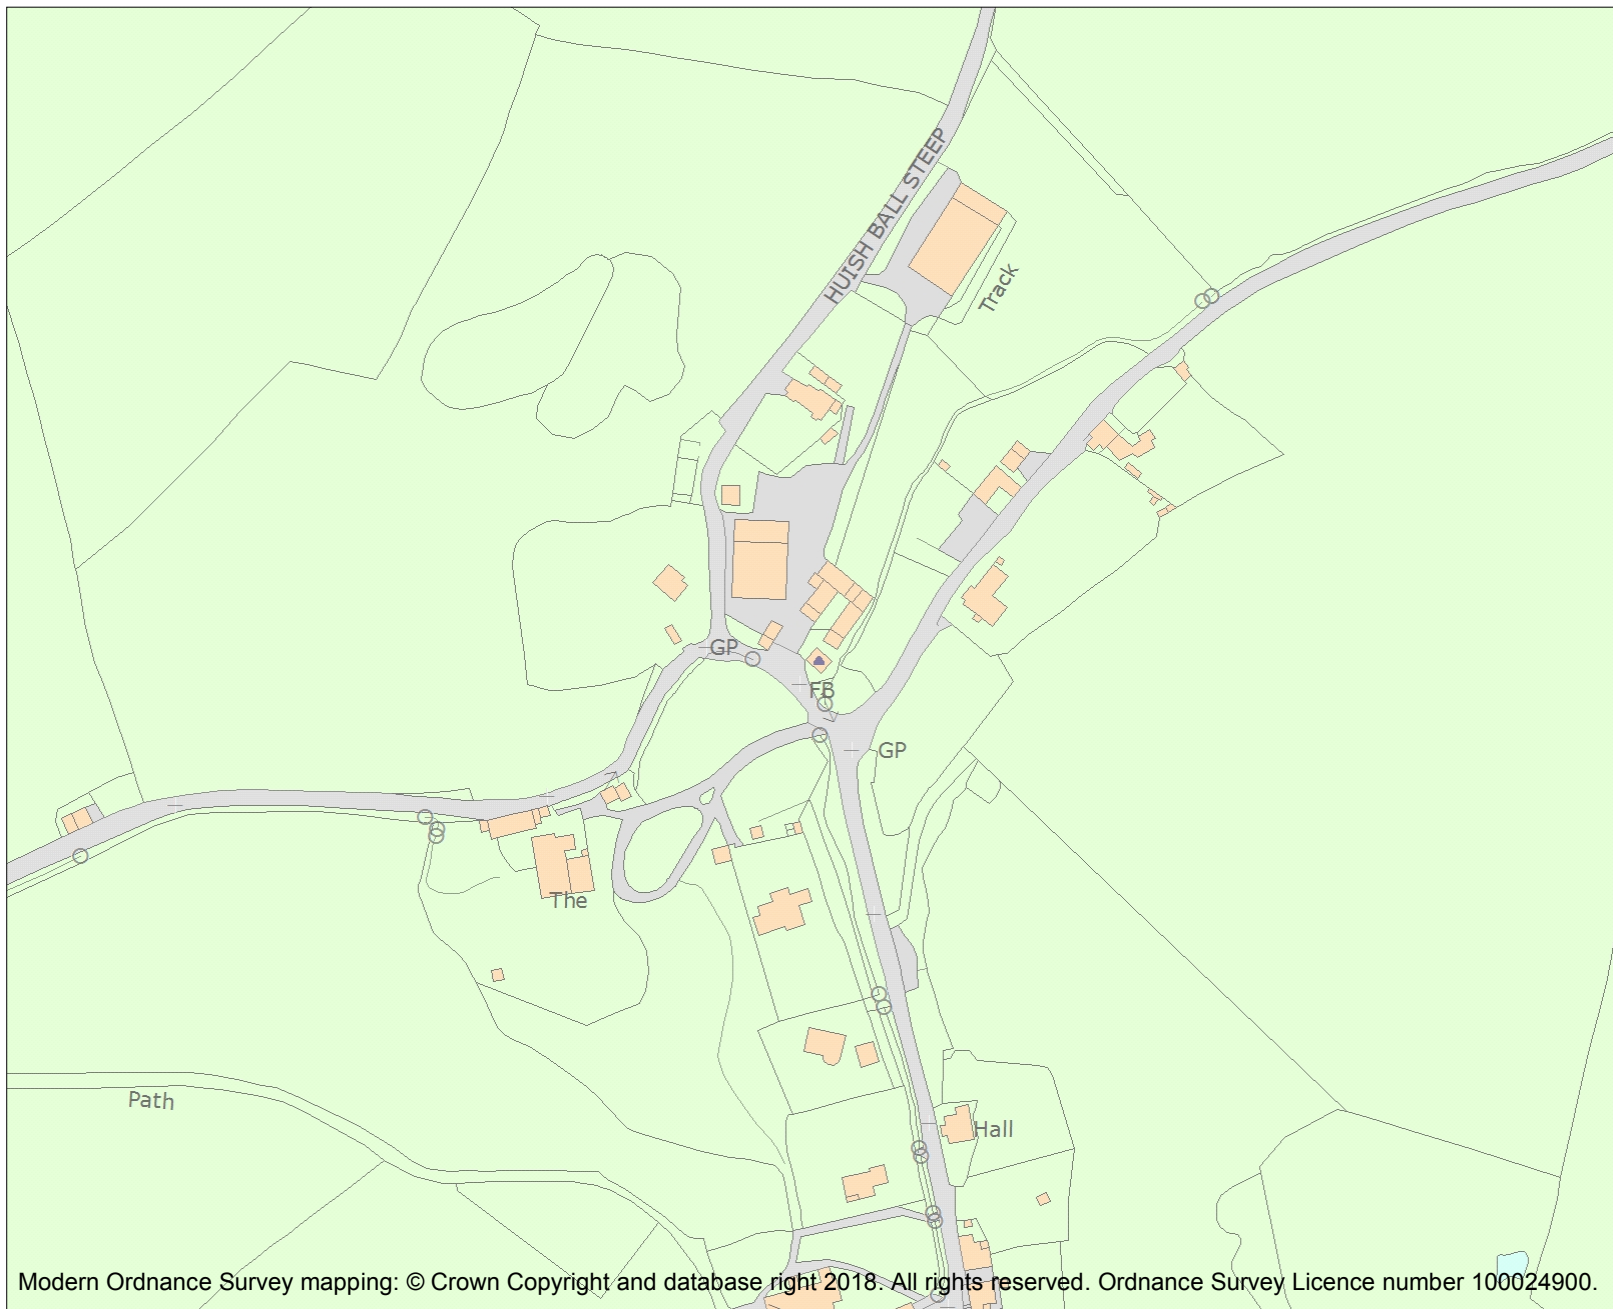 HUISH BALL STEEP
Track
GP
FB
GP
The
Path
Hall
Modern Ordnance Survey mapping: © Crown Copyright and database right 2018. All rights reserved. Ordnance Survey Licence number 100024900.